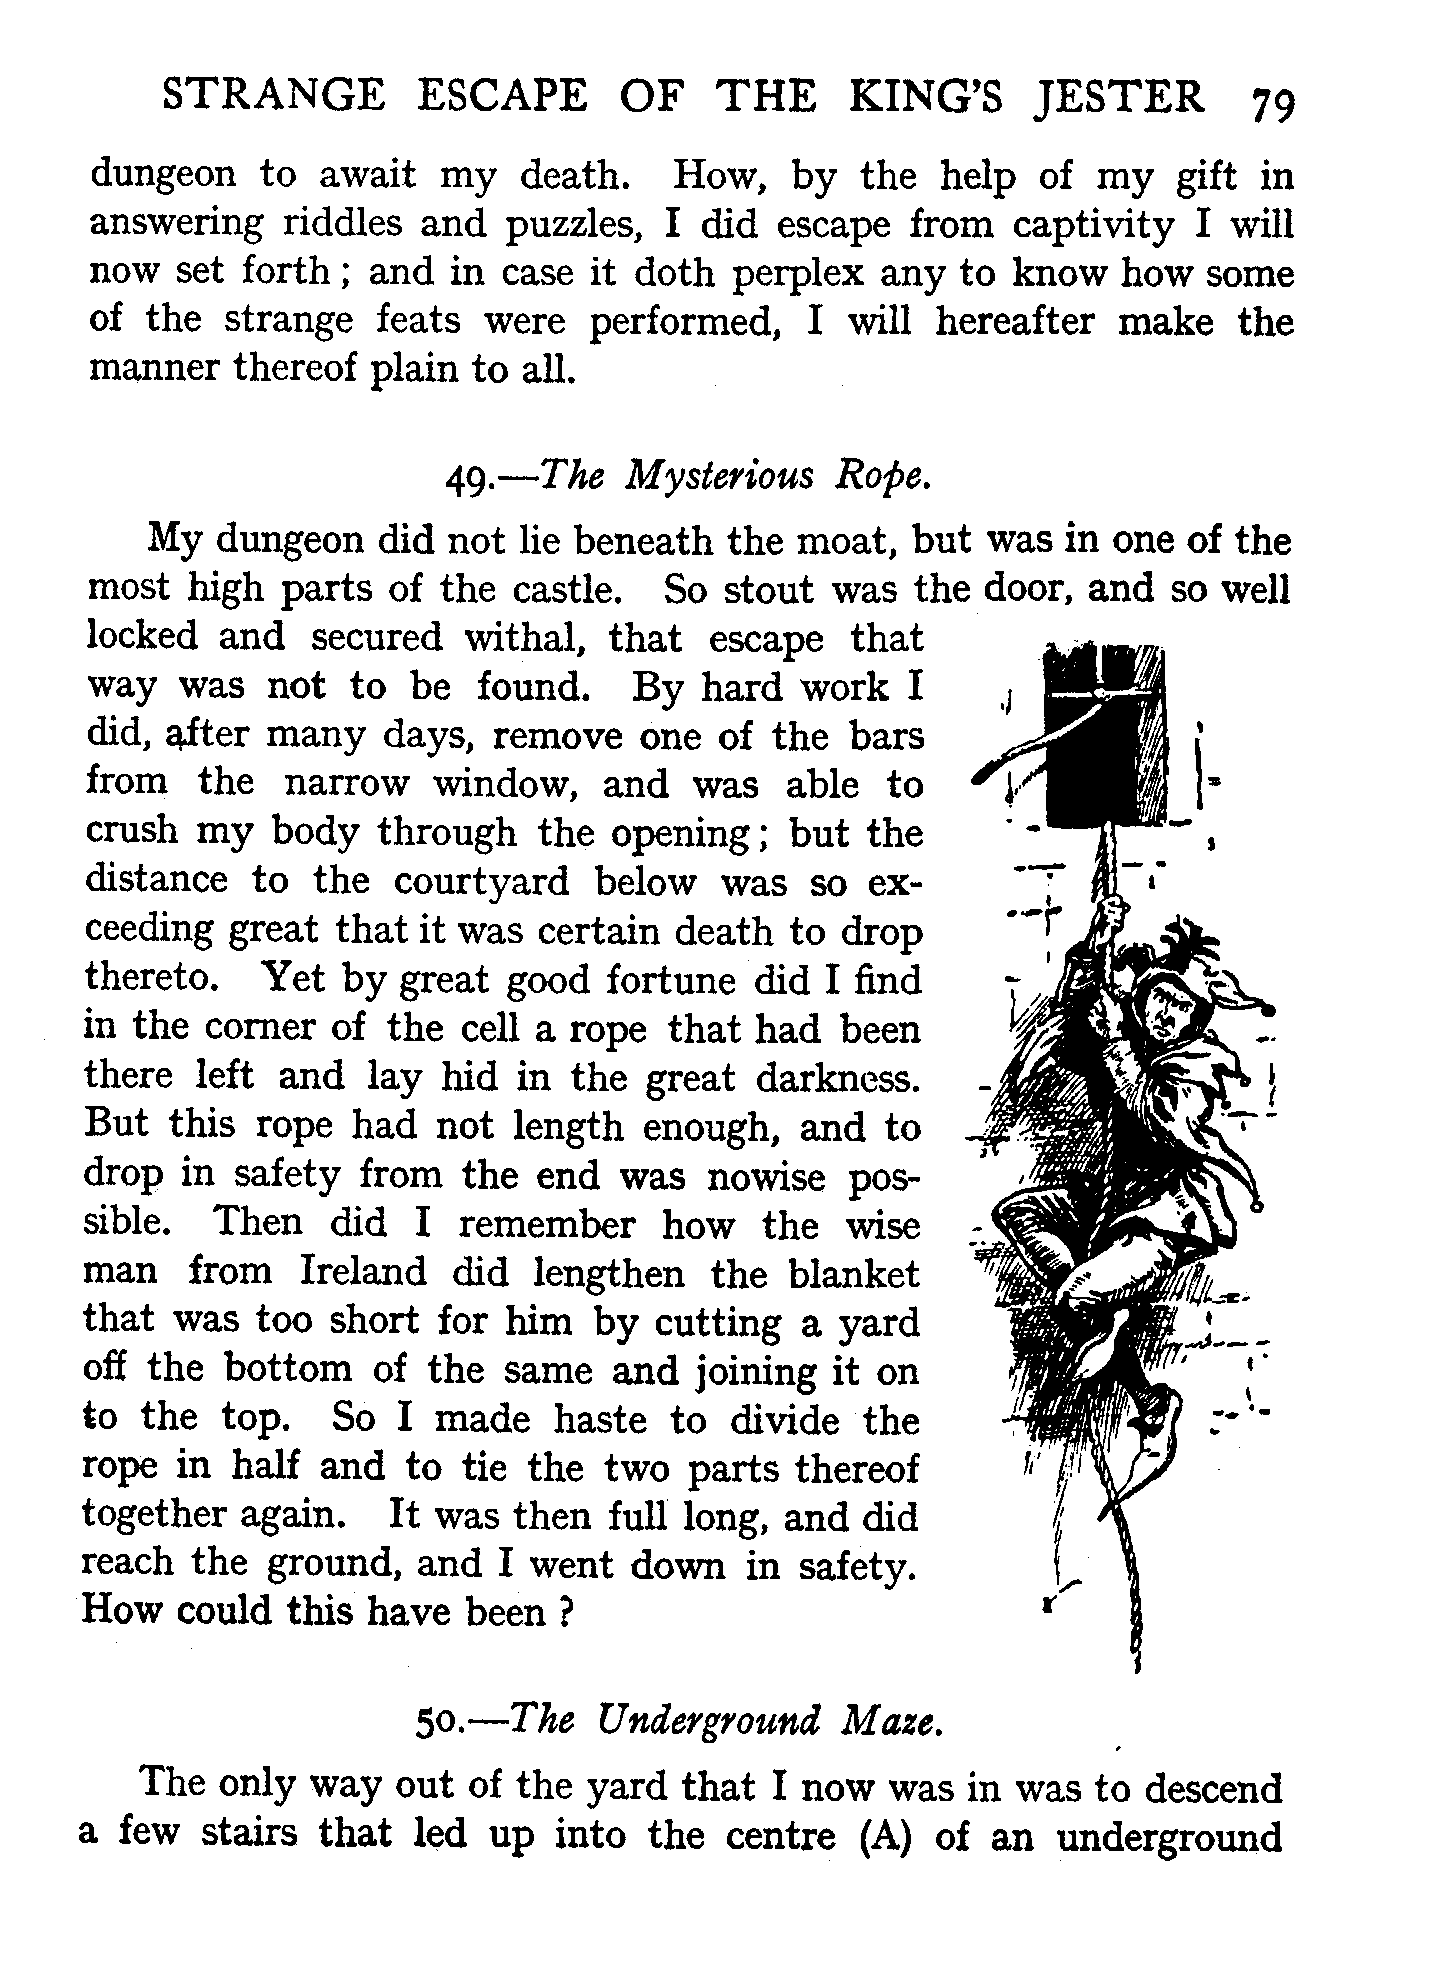 STRANGE ESCAPE OF THE KING'S JESTER 79
dungeon to await my death. How, by the help of my gift in
answering riddles and puzzles, I did escape from captivity I will
now set forth ; and in case it doth perplex any to know how some
of the strange feats were performed, I will hereafter make the
manner thereof plain to all.
49.—The Mysterious Rope.
My dungeon did not lie beneath the moat, but was in one of the
most high parts of the castle. So stout was the door, and so well
locked and secured withal, that escape that
way was not to be found. By hard work I
did, after many days, remove one of the bars
from the narrow window, and was able to
crush my body through the opening ; but the
distance to the courtyard below was so ex-
ceeding great that it was certain death to drop
thereto. Yet by great good fortune did I find
in the corner of the cell a rope that had been
there left and lay hid in the great darkness.
But this rope had not length enough, and to
drop in safety from the end was nowise pos-
sible. Then did I remember how the wise
man from Ireland did lengthen the blanket
that was too short for him by cutting a yard
off the bottom of the same and joining it on
to the top. So I made haste to divide the
rope in half and to tie the two parts thereof
together again. It was then full long, and did
reach the ground, and I went down in safety.
How could this have been ?
50.—The Underground Maze.
The only way out of the yard that I now was in was to descend
a few stairs that led up into the centre (A) of an underground